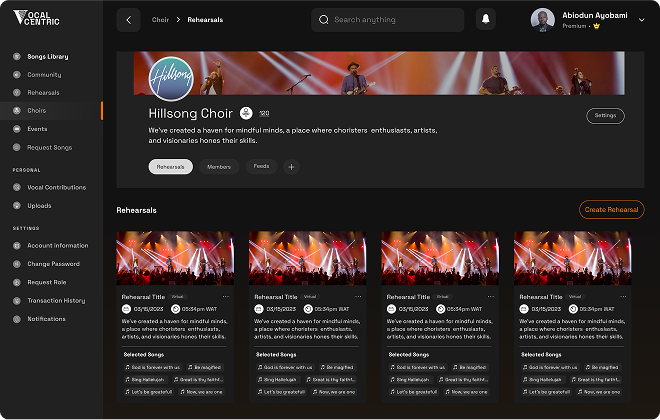 VOCAL
CENTRIC
Choir > Rehearsals
Search anything
Abiodun Ayobami
Premium •
Songs Library
Community
Rehearsals
Choirs
Events
Request Songs
PERSONAL
Vocal Contributions
Uploads
SETTINGS
Account information
Change Password
Request Role
Transaction History
Notifications
Hillsong
Hillsong Choir 120
Settings
We've created a haven for mindful minds, a place where choristers enthusiasts, artists,
and visionaries hones their skills.
Rehearsals Members Feeds +
Rehearsals
Create Rehearsal
Rehearsal Title Virtual ...
03/15/2023 05:34pm WAT
We've created a haven for mindful minds,
a place where choristers enthusiasts,
artists, and visionaries hones their skills.
Selected Songs
God is forever with us Be magified
Sing Hallelujah Great is thy faithf...
Let's be greatefull Now, we are one
Rehearsal Title Virtual ...
03/15/2023 05:34pm WAT
We've created a haven for mindful minds,
a place where choristers enthusiasts,
artists, and visionaries hones their skills.
Selected Songs
God is forever with us Be magified
Sing Hallelujah Great is thy faithf...
Let's be greatefull Now, we are one
Rehearsal Title Virtual ...
03/15/2023 05:34pm WAT
We've created a haven for mindful minds,
a place where choristers enthusiasts,
artists, and visionaries hones their skills.
Selected Songs
God is forever with us Be magified
Sing Hallelujah Great is thy faithf...
Let's be greatefull Now, we are one
Rehearsal Title Virtual ...
03/15/2023 05:34pm WAT
We've created a haven for mindful minds,
a place where choristers enthusiasts,
artists, and visionaries hones their skills.
Selected Songs
God is forever with us Be magified
Sing Hallelujah Great is thy faithf...
Let's be greatefull Now, we are one